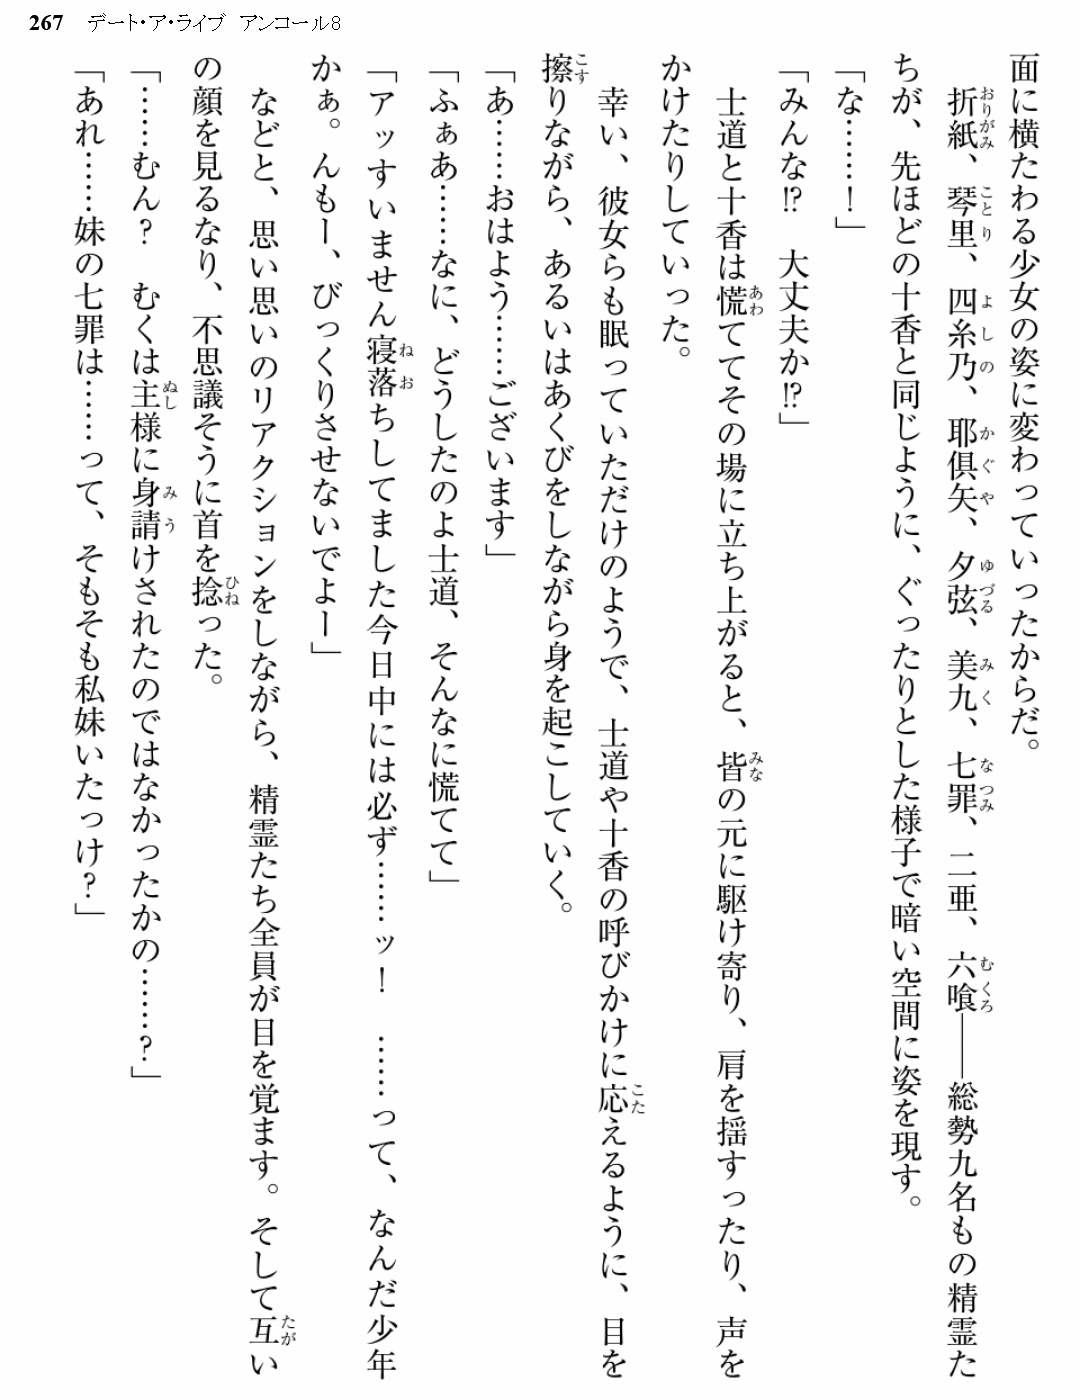 267 デート・ア・ライブ アンコール8
面に横たわる少女の姿に変わっていったからだ。
折紙、琴里、四糸乃、耶倶矢、夕弦、美九、七罪、二亜、六喰――総勢九名もの精霊た
ちが、先ほどの十香と同じように、ぐったりとした様子で暗い空間に姿を現す。
「な……！」
「みんな⁉　大丈夫か⁉」
士道と十香は慌ててその場に立ち上がると、皆の元に駆け寄り、肩を揺すったり、声を
かけたりしていった。
幸い、彼女らも眠っていただけのようで、士道や十香の呼びかけに応えるように、目を
擦りながら、あるいはあくびをしながら身を起こしていく。
「あ……おはよう……ございます」
「ふぁあ……なに、どうしたのよ士道、そんなに慌てて」
「アッすいません寝落ちしてました今日中には必ず……ッ！　……って、なんだ少年
かぁ。んもー、びっくりさせないでよー」
などと、思い思いのリアクションをしながら、精霊たち全員が目を覚ます。そして互い
の顔を見るなり、不思議そうに首を捻った。
「……むん？　むくは主様に身請けされたのではなかったかの……？」
「あれ……妹の七罪は……って、そもそも私妹いたっけ？」